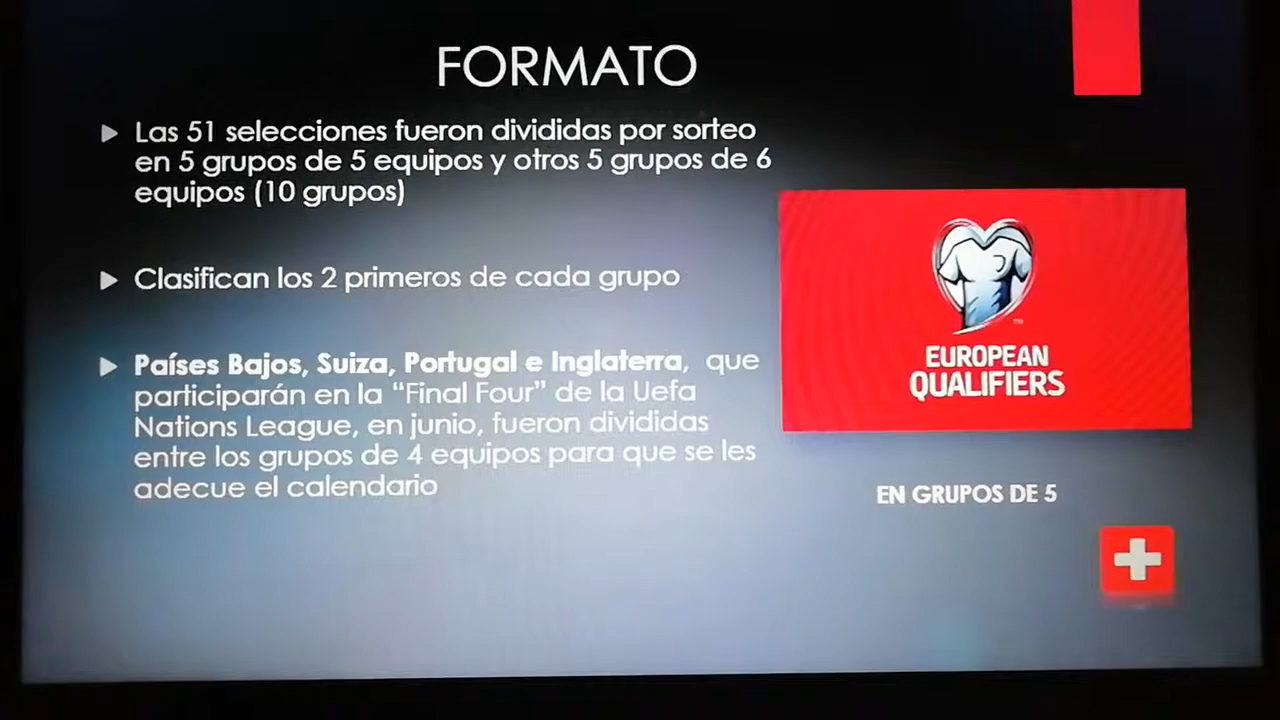 FORMATO
Las 51 selecciones fueron divididas por sorteo
en 5 grupos de 5 equipos y otros 5 grupos de 6
equipos (10 grupos)
Clasifican los 2 primeros de cada grupo
Países Bajos, Suiza, Portugal e Inglaterra, que
participarán en la “Final Four” de la Uefa
Nations League, en junio, fueron divididas
entre los grupos de 4 equipos para que se les
adecue el calendario
EUROPEAN
QUALIFIERS
TM
EN GRUPOS DE 5